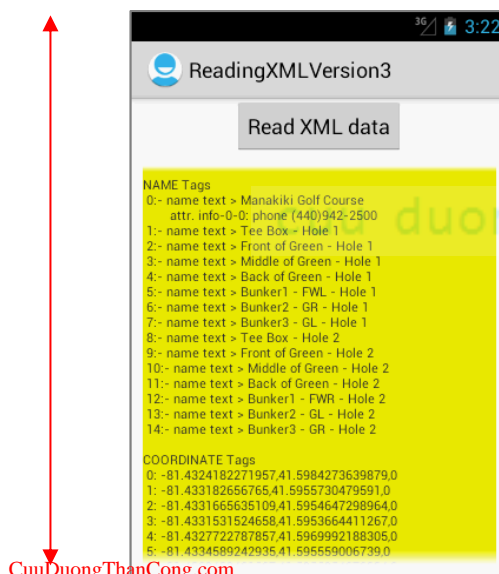 3G 3:22
ReadingXMLVersion3
Read XML data
NAME Tags
0:- name text > Manakiki Golf Course
attr. info-0-0: phone (440)942-2500
1:- name text > Tee Box - Hole 1
2:- name text > Front of Green - Hole 1
3:- name text > Middle of Green - Hole 1
4:- name text > Back of Green - Hole 1
5:- name text > Bunker1 - FWL - Hole 1
6:- name text > Bunker2 - GR - Hole 1
7:- name text > Bunker3 - GL - Hole 1
8:- name text > Tee Box - Hole 2
9:- name text > Front of Green - Hole 2
10:- name text > Middle of Green - Hole 2
11:- name text > Back of Green - Hole 2
12:- name text > Bunker1 - FWR - Hole 2
13:- name text > Bunker2 - GL - Hole 2
14:- name text > Bunker3 - GR - Hole 2
COORDINATE Tags
0: -81.4324182271957,41.5984273639879,0
1: -81.433182656765,41.5955730479591,0
2: -81.4331665635109,41.5954647298964,0
3: -81.4331531524658,41.5953664411267,0
4: -81.4327722787857,41.5969992188305,0
5: -81.4334589242935,41.595559006739,0
CuuDuongThanCong.com